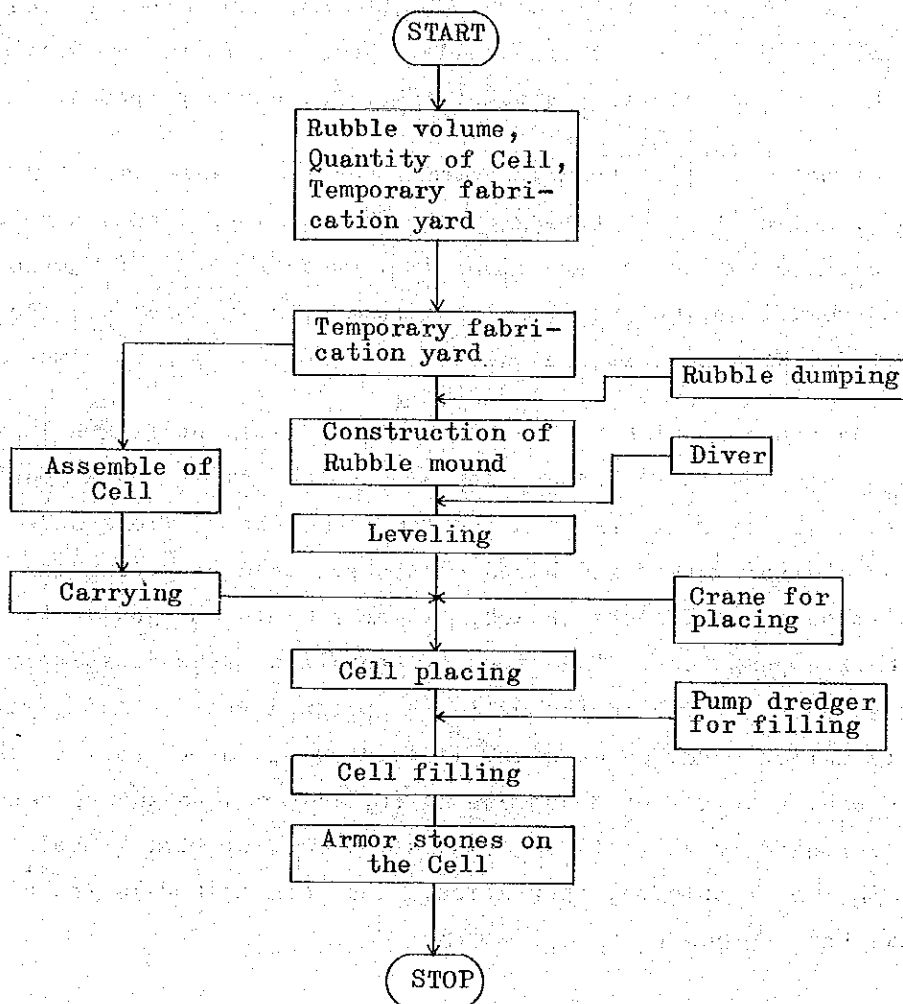 START
Rubble volume,
Quantity of Cell,
Temporary fabri-
cation yard
Temporary fabri-
cation yard
Rubble dumping
Construction of
Rubble mound
Diver
Assemble of
Cell
Leveling
Carrying
Crane for
placing
Cell placing
Pump dredger
for filling
Cell filling
Armor stones on
the Cell
STOP